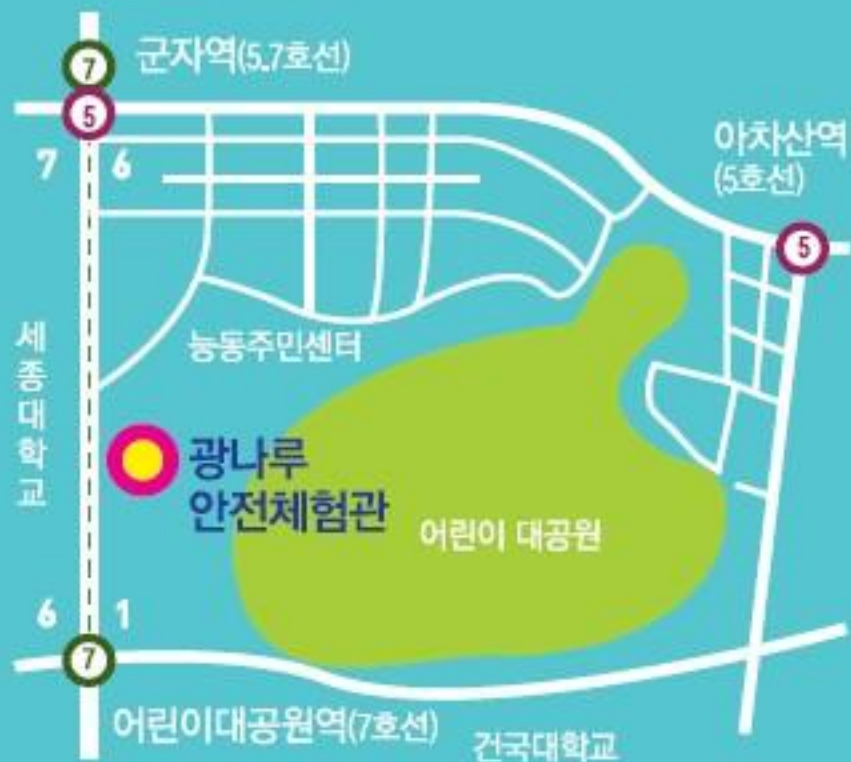 7
군자역(5.7호선)
5
7 6
아차산역
(5호선)
5
능동주민센터
세종대학교
광나루
안전체험관
어린이 대공원
6 1
7
어린이대공원역(7호선)
건국대학교